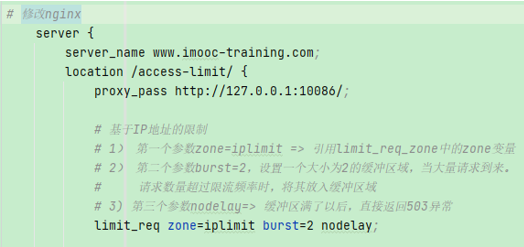 # 修改nginx
server {
server_name www.imooc-training.com;
location /access-limit/ {
proxy_pass http://127.0.0.1:10086/;
# 基于IP地址的限制
# 1） 第一个参数zone=iplimit => 引用limit_req_zone中的zone变量
# 2） 第二个参数burst=2，设置一个大小为2的缓冲区域，当大量请求到来。
# 请求数量超过限流频率时，将其放入缓冲区域
# 3) 第三个参数nodelay=> 缓冲区满了以后，直接返回503异常
limit_req zone=iplimit burst=2 nodelay;